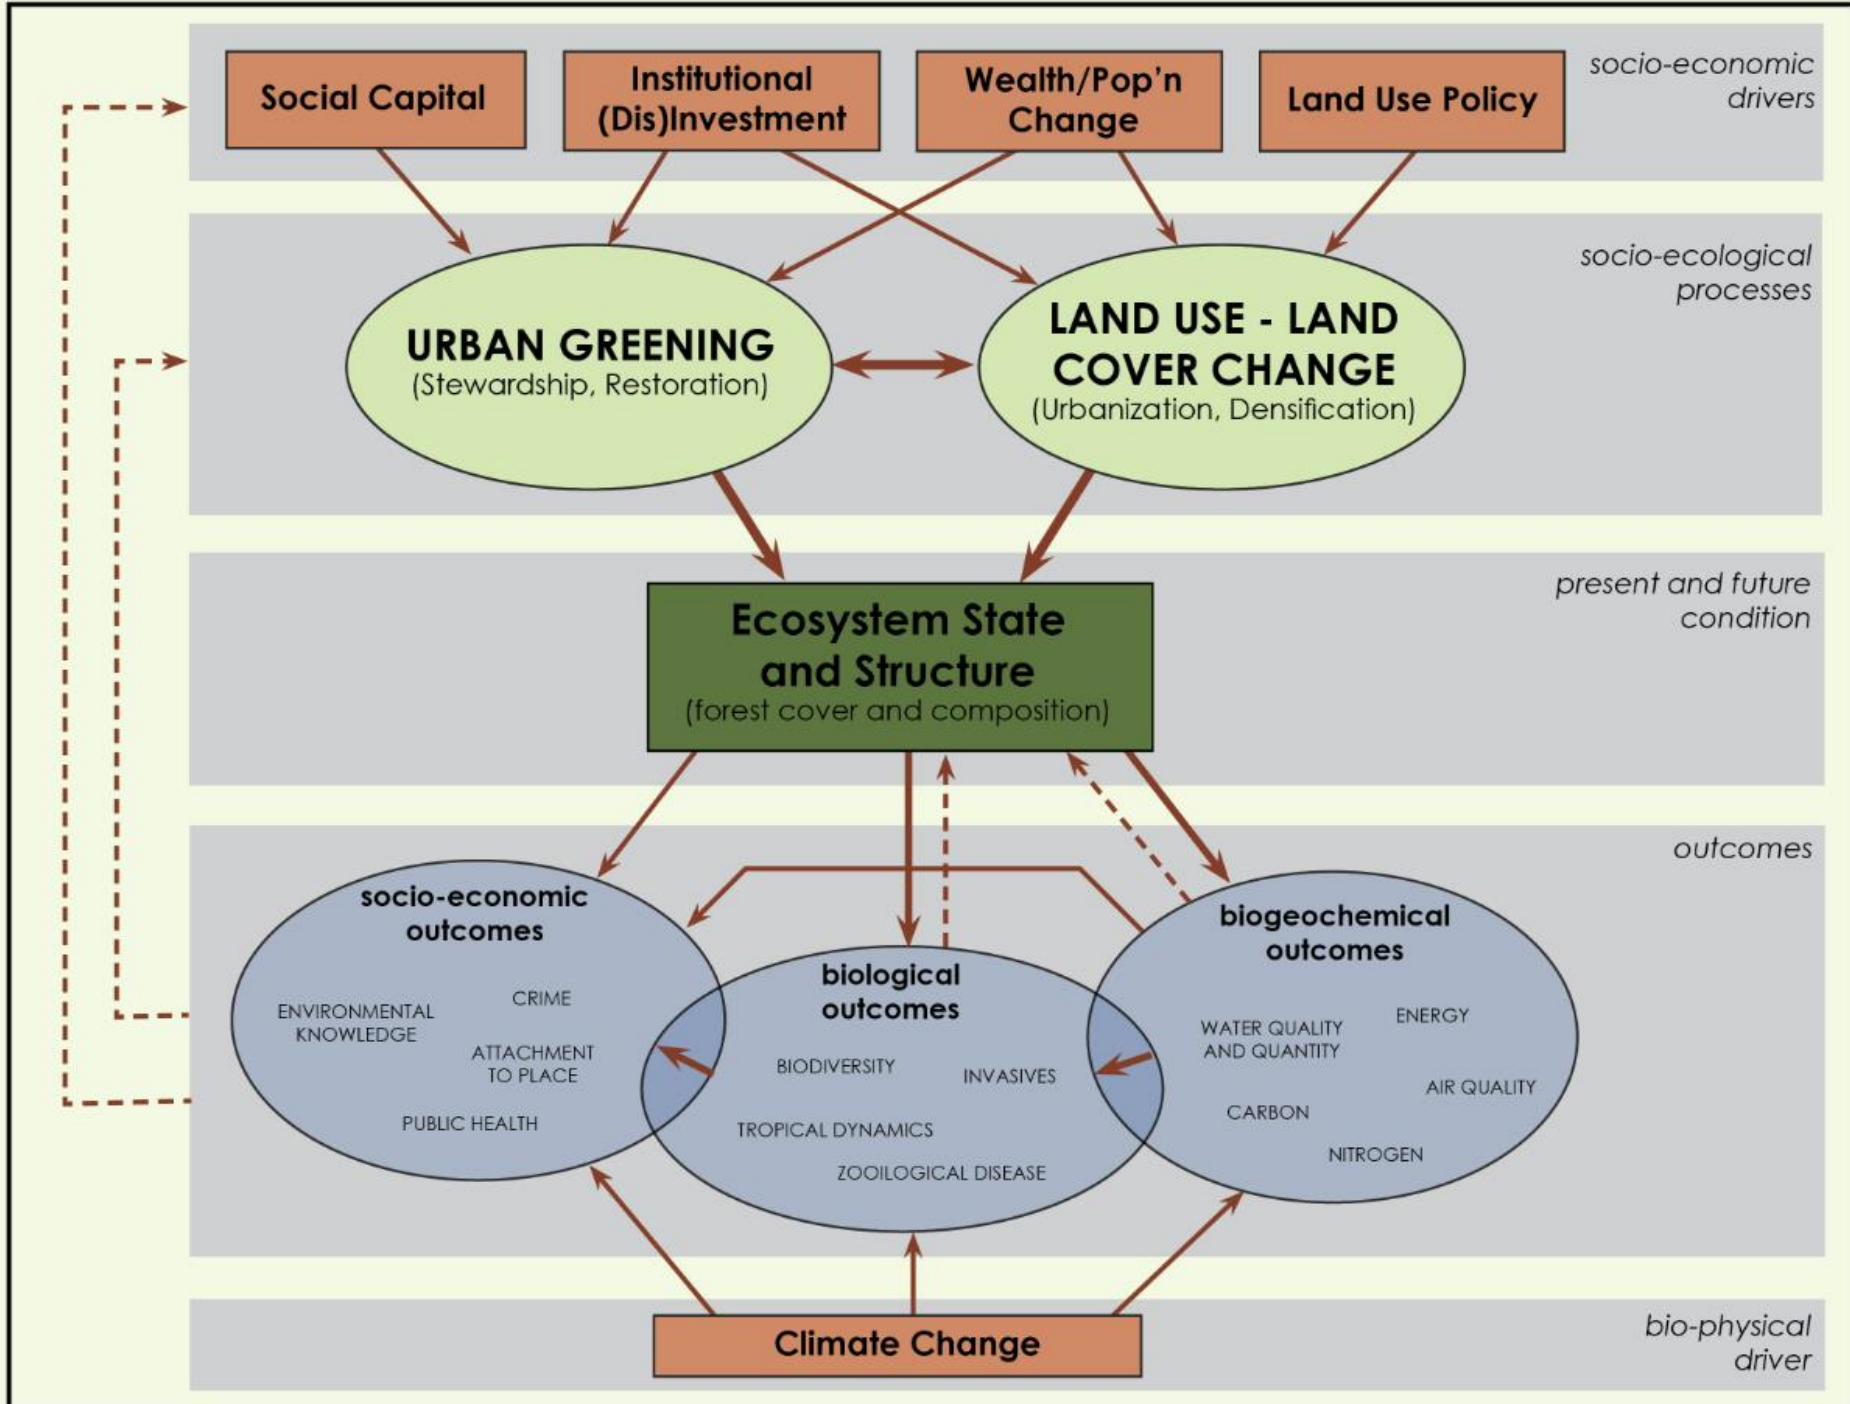 Social Capital
Institutional
(Dis)Investment
Wealth/Pop'n
Change
Land Use Policy
socio-economic
drivers
socio-ecological
processes
URBAN GREENING
(Stewardship, Restoration)
LAND USE - LAND
COVER CHANGE
(Urbanization, Densification)
present and future
condition
Ecosystem State
and Structure
(forest cover and composition)
outcomes
socio-economic
outcomes
ENVIRONMENTAL
KNOWLEDGE
CRIME
ATTACHMENT
TO PLACE
PUBLIC HEALTH
biological
outcomes
BIODIVERSITY
INVASIVES
TROPICAL DYNAMICS
ZOOILOGICAL DISEASE
biogeochemical
outcomes
WATER QUALITY
AND QUANTITY
ENERGY
AIR QUALITY
CARBON
NITROGEN
Climate Change
bio-physical
driver